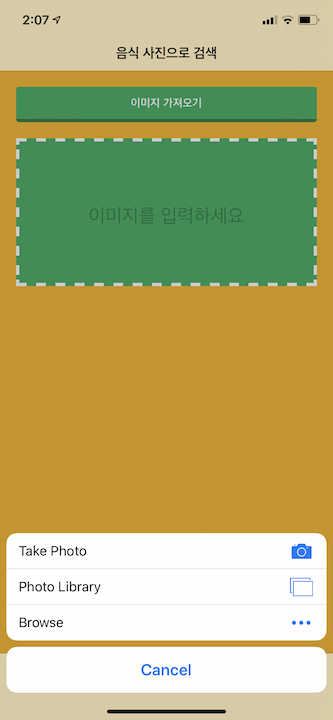 2:07
음식 사진으로 검색
이미지 가져오기
이미지를 입력하세요
Take Photo
Photo Library
Browse
Cancel